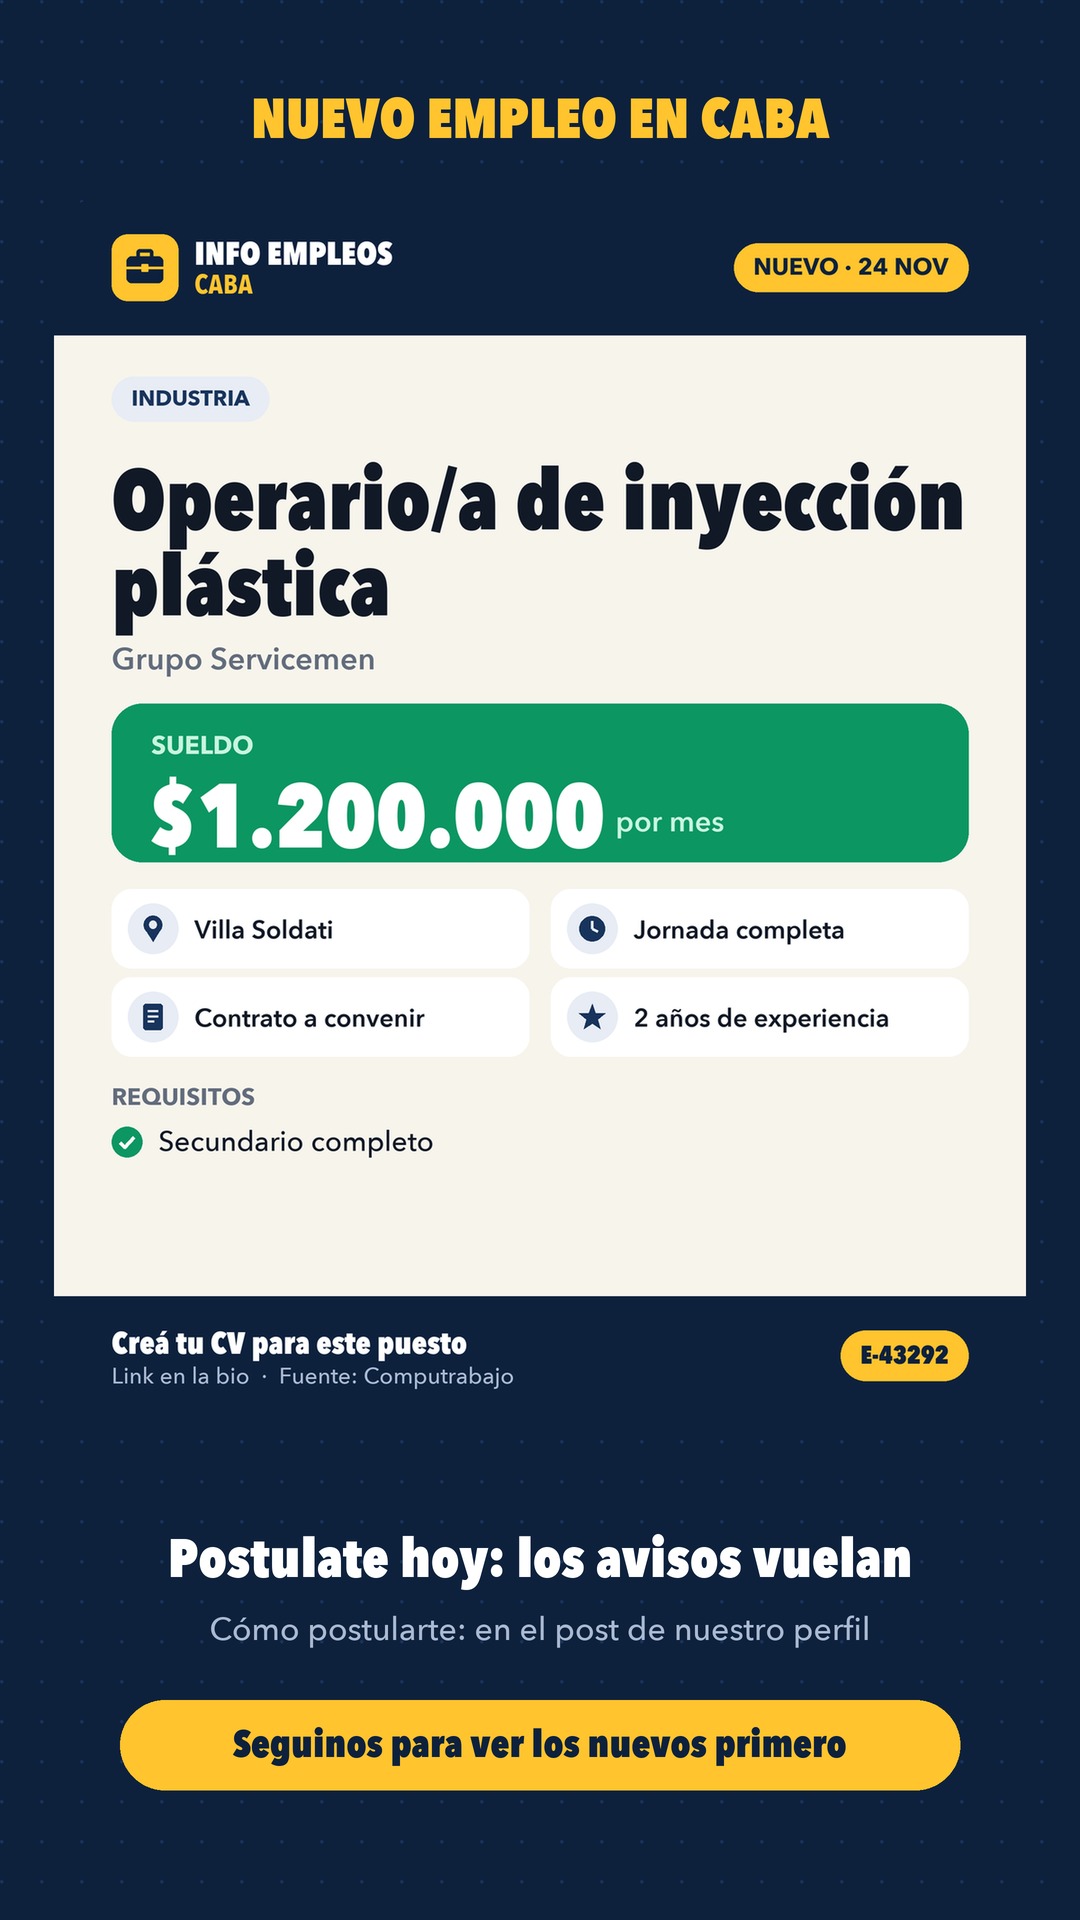 NUEVO EMPLEO EN CABA
INFO EMPLEOS
CABA
NUEVO · 24 NOV
INDUSTRIA
Operario/a de inyección
plástica
Grupo Servicemen
SUELDO
$1.200.000 por mes
Villa Soldati
Jornada completa
Contrato a convenir
2 años de experiencia
REQUISITOS
Secundario completo
Creá tu CV para este puesto
Link en la bio · Fuente: Computrabajo
E-43292
Postulate hoy: los avisos vuelan
Cómo postularte: en el post de nuestro perfil
Seguinos para ver los nuevos primero